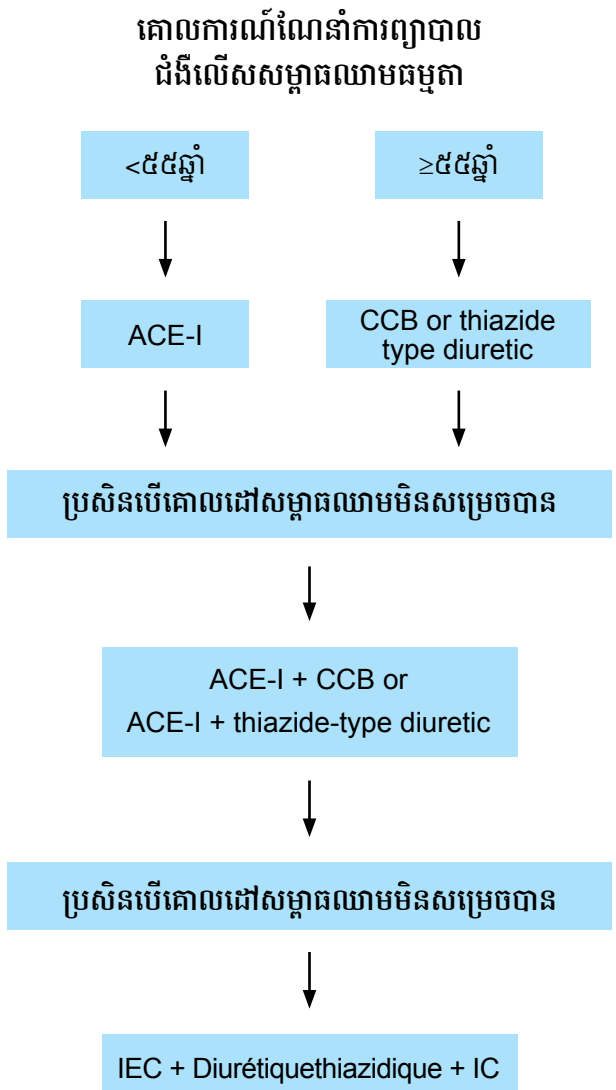 គោលការណ៍ណែនាំការព្យាបាល
ជំងឺលើសសម្ពាធឈាមធម្មតា
<៥៥ឆ្នាំ
≥៥៥ឆ្នាំ
ACE-I
CCB or thiazide
type diuretic
ប្រសិនបើគោលដៅសម្ពាធឈាមមិនសម្រេចបាន
ACE-I + CCB or
ACE-I + thiazide-type diuretic
ប្រសិនបើគោលដៅសម្ពាធឈាមមិនសម្រេចបាន
IEC + Diurétiquethiazidique + IC